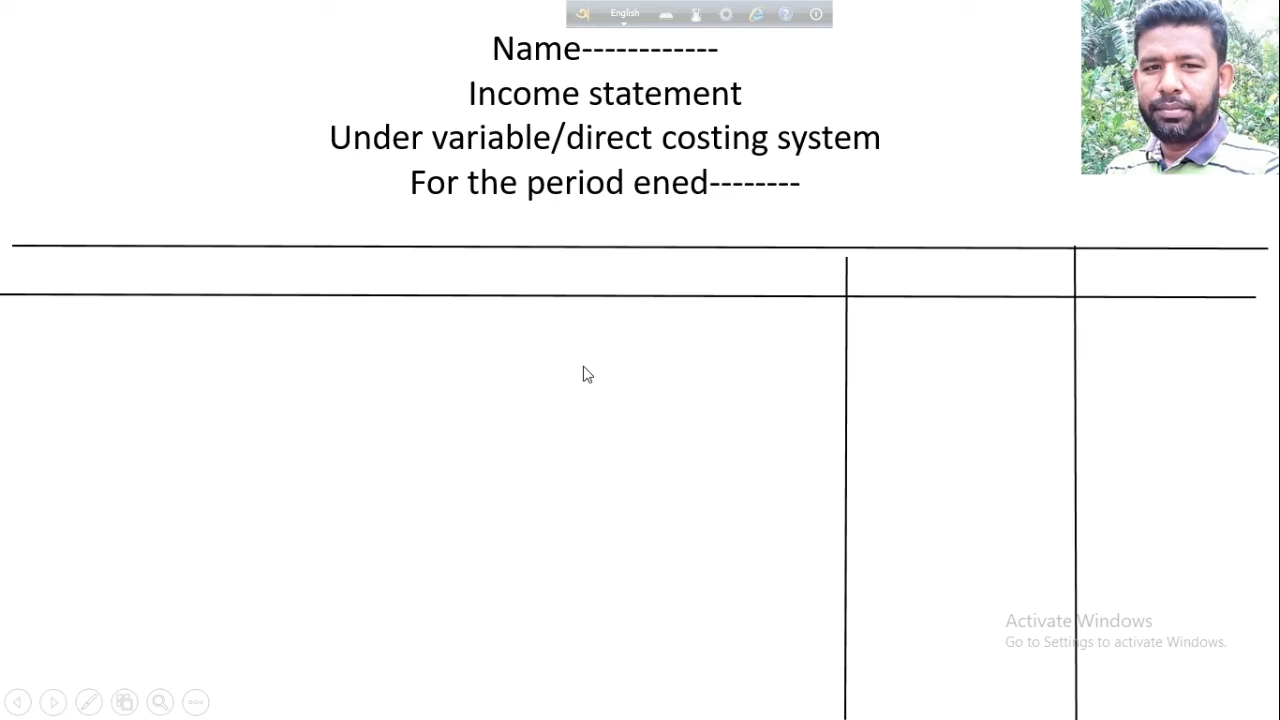 English
Name------------
Income statement
Under variable/direct costing system
For the period ened--------
Activate Windows
Go to Settings to activate Windows.